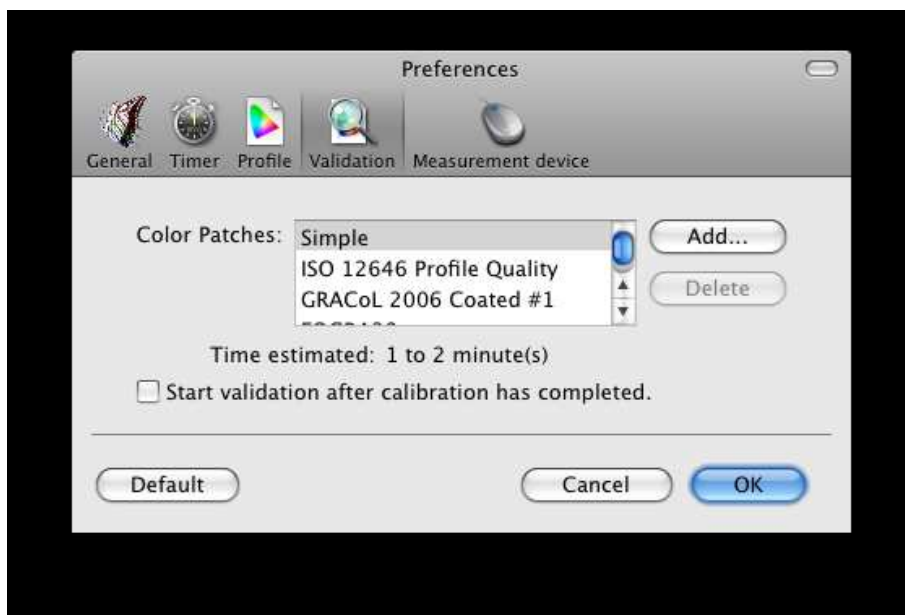 Preferences
General Timer Profile Validation Measurement device
Color Patches: Simple Add...
ISO 12646 Profile Quality
GRACoL 2006 Coated #1 Delete
Time estimated: 1 to 2 minute(s)
Start validation after calibration has completed.
Default Cancel OK